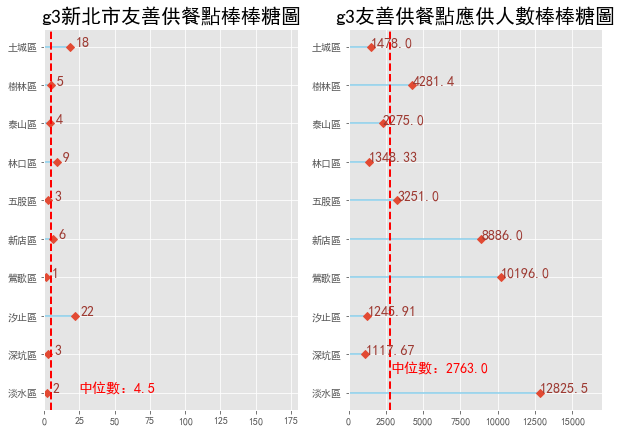 g3新北市友善供餐點棒棒糖圖
土城區 18
樹林區 5
泰山區 4
林口區 9
五股區 3
新店區 6
鶯歌區 1
汐止區 22
深坑區 3
淡水區 2
中位數：4.5
0 25 50 75 100 125 150 175
g3友善供餐點應供人數棒棒糖圖
土城區 1478.0
樹林區 4281.4
泰山區 2275.0
林口區 1343.33
五股區 3251.0
新店區 8886.0
鶯歌區 10196.0
汐止區 1245.91
深坑區 1117.67
中位數：2763.0
淡水區 12825.5
0 2500 5000 7500 10000 12500 15000